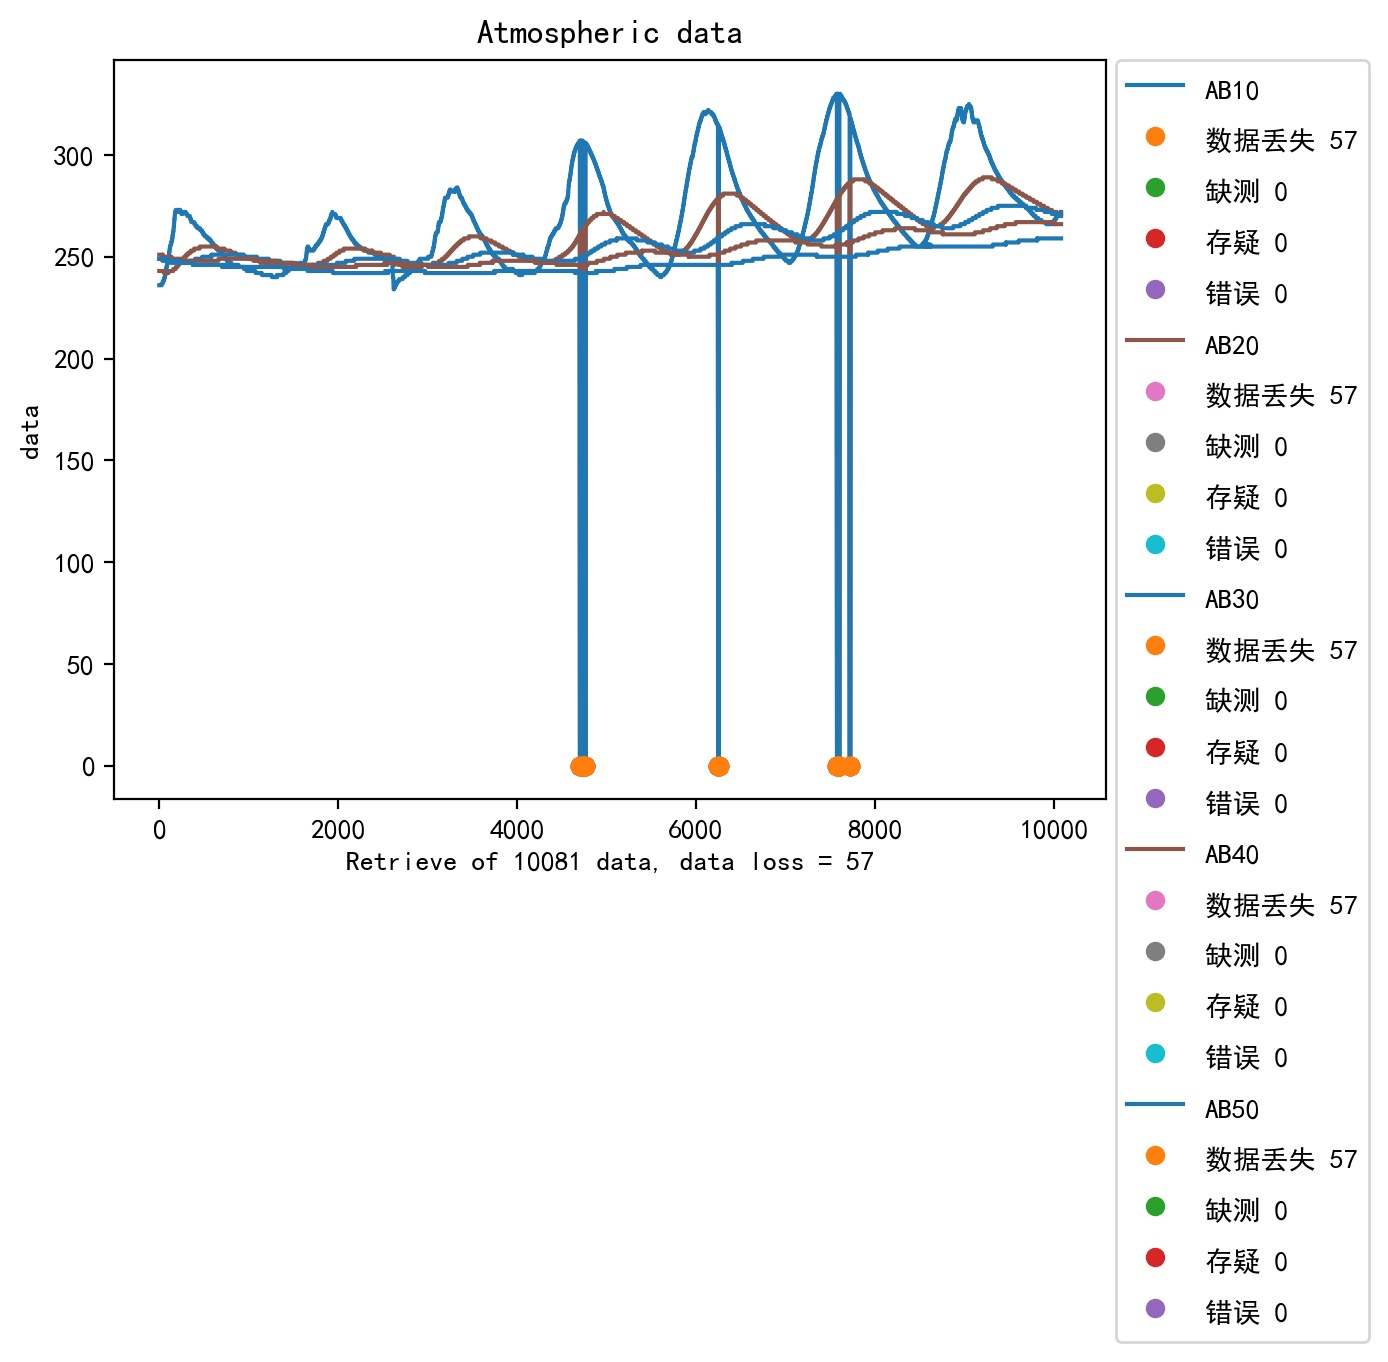 Atmospheric data
300
250
200
150
100
50
0
data
0 2000 4000 6000 8000 10000
Retrieve of 10081 data, data loss = 57
AB10
数据丢失 57
缺测 0
存疑 0
错误 0
AB20
数据丢失 57
缺测 0
存疑 0
错误 0
AB30
数据丢失 57
缺测 0
存疑 0
错误 0
AB40
数据丢失 57
缺测 0
存疑 0
错误 0
AB50
数据丢失 57
缺测 0
存疑 0
错误 0